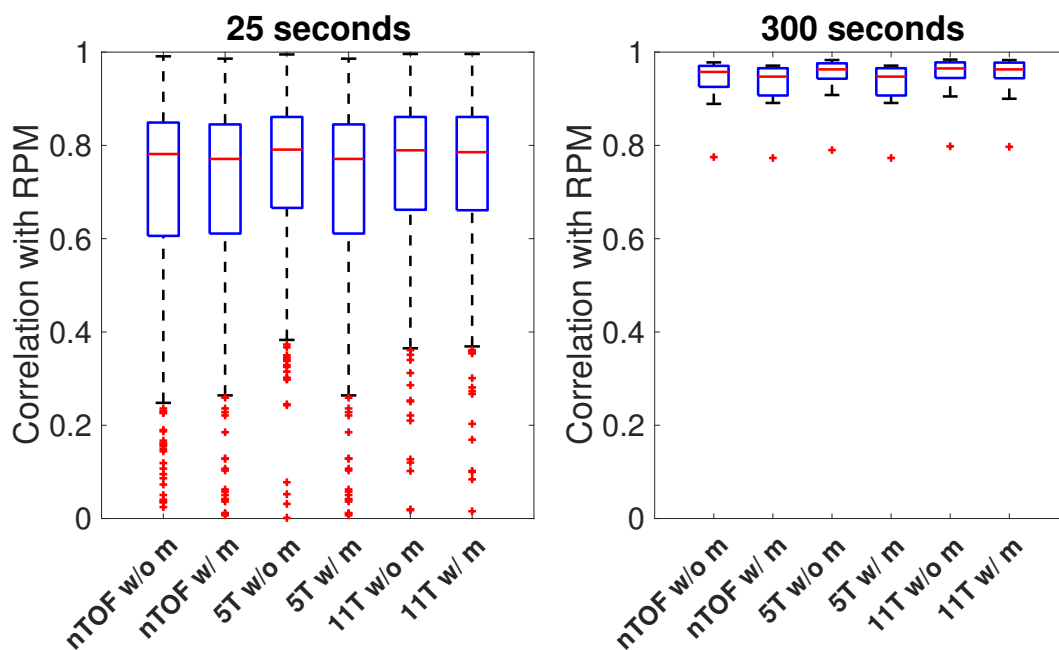 25 seconds
Correlation with RPM
1
0.8
0.6
0.4
0.2
0
nTOF w/o m
nTOF w/ m
5T w/o m
5T w/ m
11T w/o m
11T w/ m
300 seconds
Correlation with RPM
1
0.8
0.6
0.4
0.2
0
nTOF w/o m
nTOF w/ m
5T w/o m
5T w/ m
11T w/o m
11T w/ m